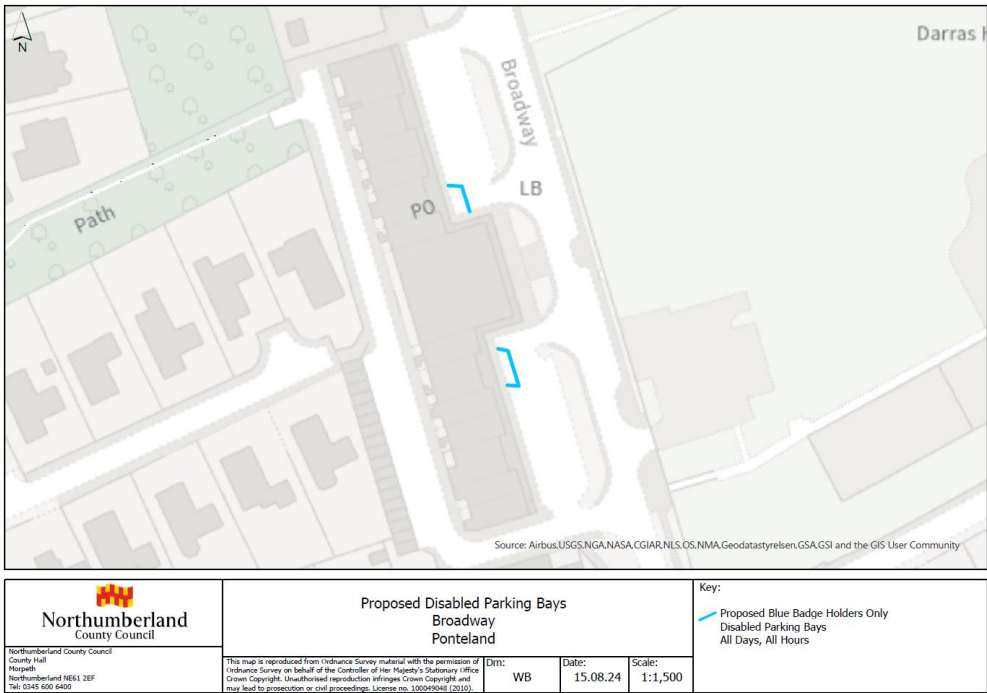 N
Darras H
Broadway
LB
PO
Path
Source: Airbus,USGS,NGA,NASA,CGIAR,NLS,OS,NMA,Geodatastyrelsen,GSA,GSI and the GIS User Community
Northumberland
County Council
Northumberland County Council
County Hall
Morpeth
Northumberland NE61 2EF
Tel: 0345 600 6400
Proposed Disabled Parking Bays
Broadway
Ponteland
This map is reproduced from Ordnance Survey material with the permission of
Ordnance Survey on behalf of the Controller of Her Majesty's Stationary Office
Crown Copyright. Unauthorised reproduction infringes Crown Copyright and
may lead to prosecution or civil proceedings. License no. 100049048 (2010).
Drn:
WB
Date:
15.08.24
Scale:
1:1,500
Key:
Proposed Blue Badge Holders Only
Disabled Parking Bays
All Days, All Hours